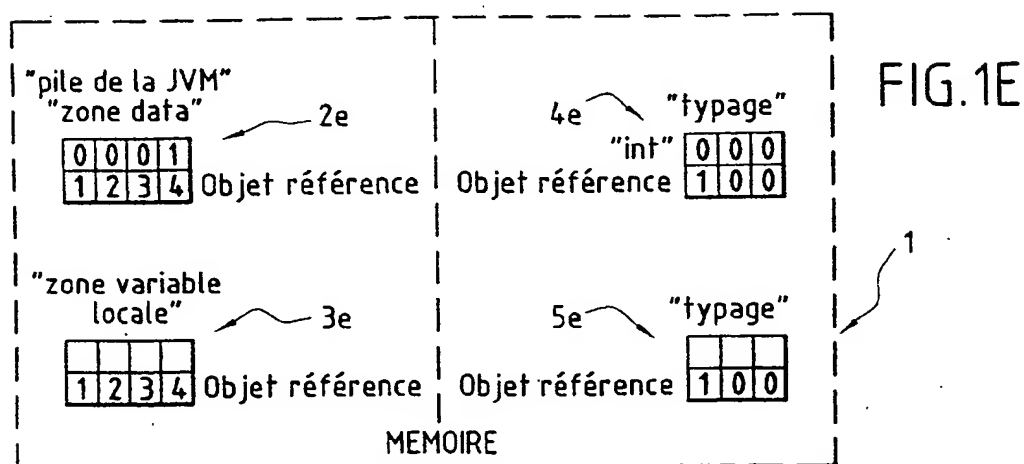 FIG.1E
"pile de la JVM"
"zone data"
2e
0 0 0 1
1 2 3 4 Objet référence
4e
"typage"
"int" 0 0 0
Objet référence 1 0 0
"zone variable
locale"
3e
1 2 3 4 Objet référence
5e
"typage"
Objet référence 1 0 0
1
MEMOIRE